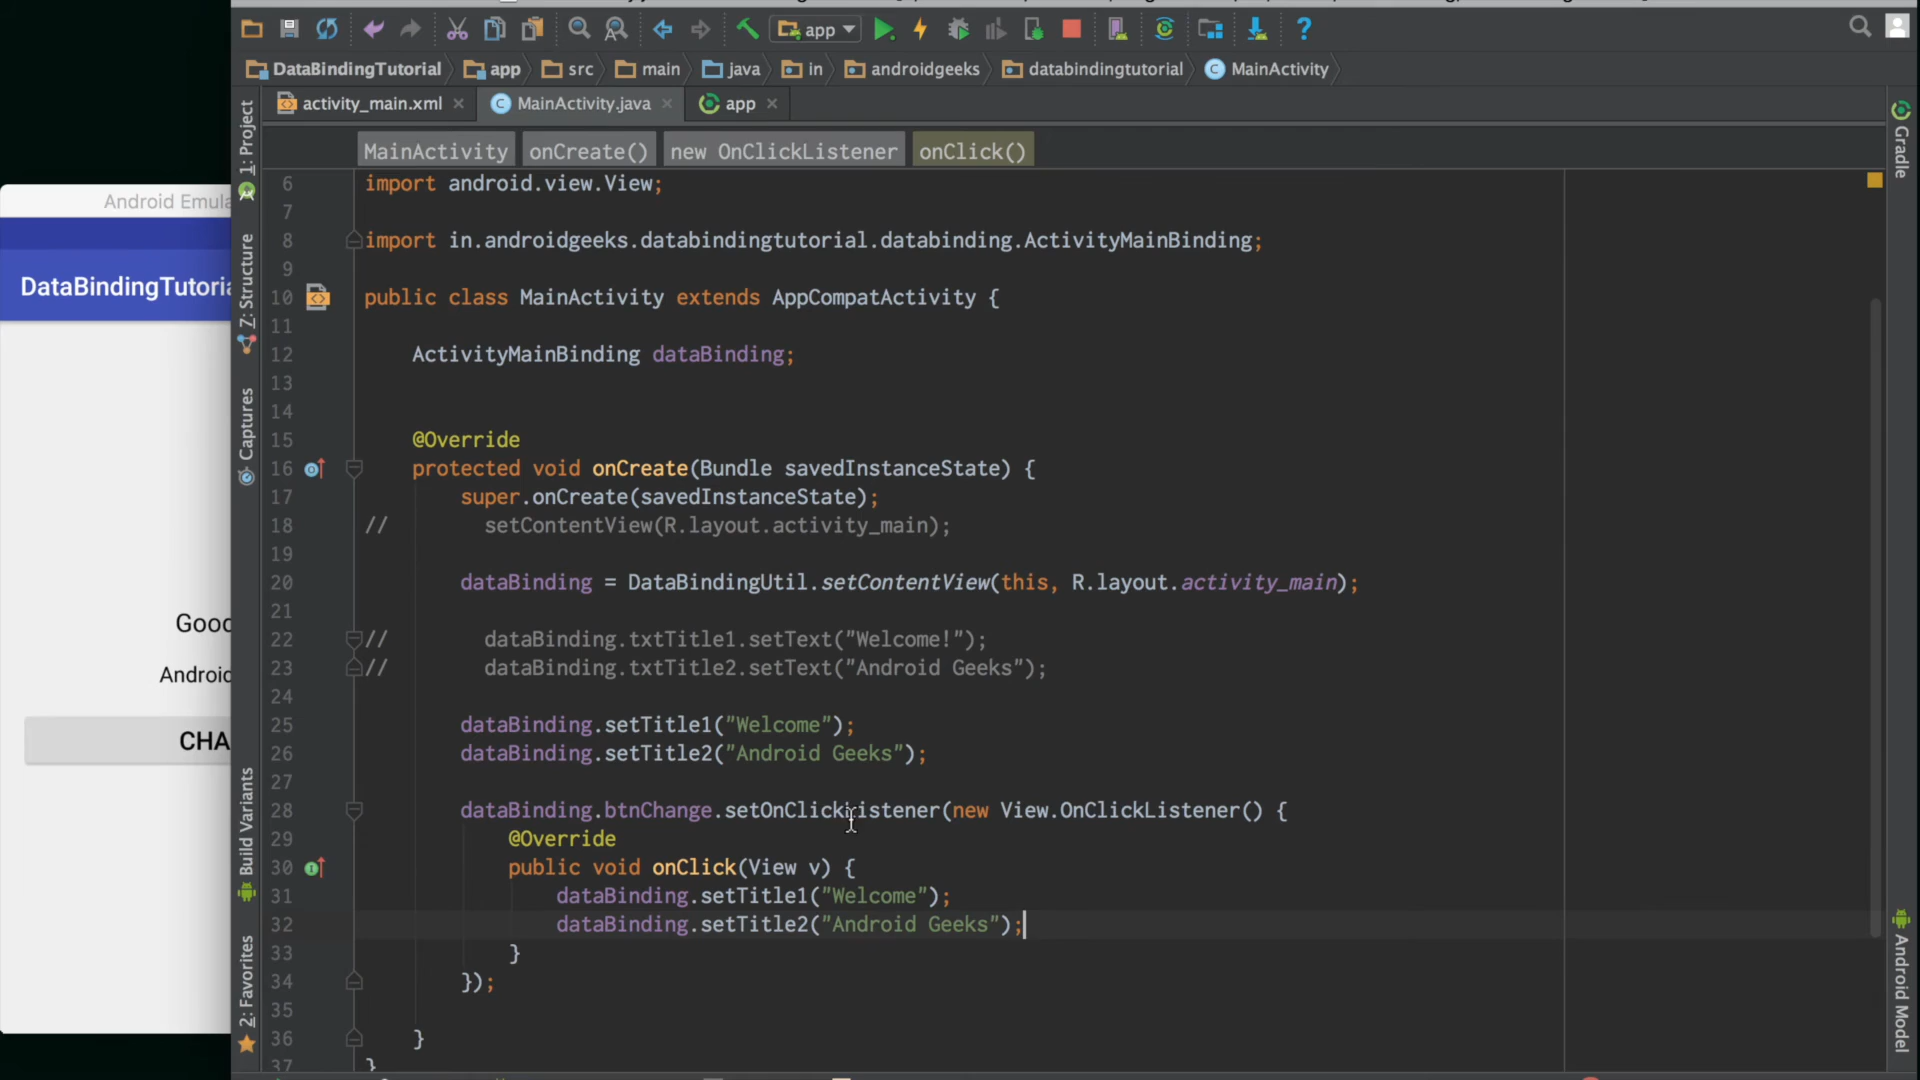 app
DataBindingTutorial app src main java in androidgeeks databindingtutorial MainActivity
activity_main.xml MainActivity.java app
MainActivity onCreate() new OnClickListener onClick()
1: Project
Z: Structure
Captures
Build Variants
2: Favorites
Gradle
Android Model
Android Emula
DataBindingTutoria
Good
Android
CHA
6 import android.view.View;
7
8 import in.androidgeeks.databindingtutorial.databinding.ActivityMainBinding;
9
10 public class MainActivity extends AppCompatActivity {
11
12 ActivityMainBinding dataBinding;
13
14
15 @Override
16 protected void onCreate(Bundle savedInstanceState) {
17 super.onCreate(savedInstanceState);
18 // setContentView(R.layout.activity_main);
19
20 dataBinding = DataBindingUtil.setContentView(this, R.layout.activity_main);
21
22 // dataBinding.txtTitle1.setText("Welcome!");
23 // dataBinding.txtTitle2.setText("Android Geeks");
24
25 dataBinding.setTitle1("Welcome");
26 dataBinding.setTitle2("Android Geeks");
27
28 dataBinding.btnChange.setOnClickListener(new View.OnClickListener() {
29 @Override
30 public void onClick(View v) {
31 dataBinding.setTitle1("Welcome");
32 dataBinding.setTitle2("Android Geeks");
33 }
34 });
35
36 }
37 }